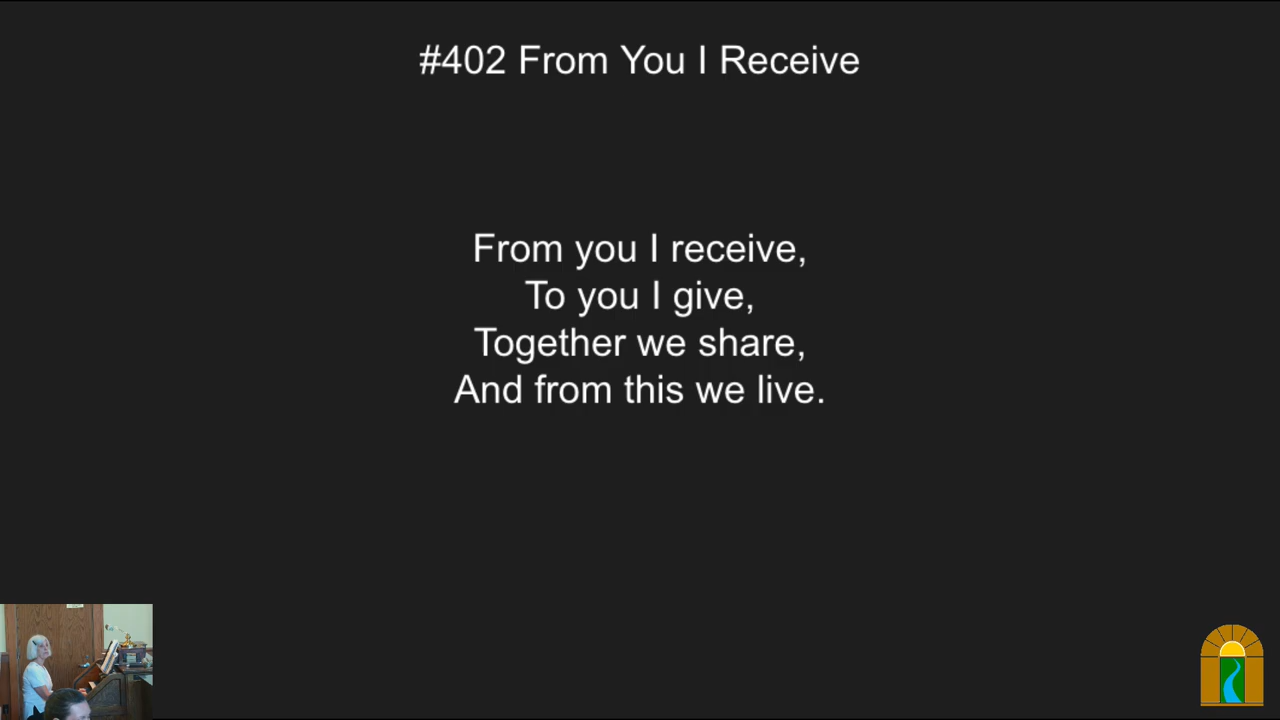 #402 From You I Receive
From you I receive,
To you I give,
Together we share,
And from this we live.